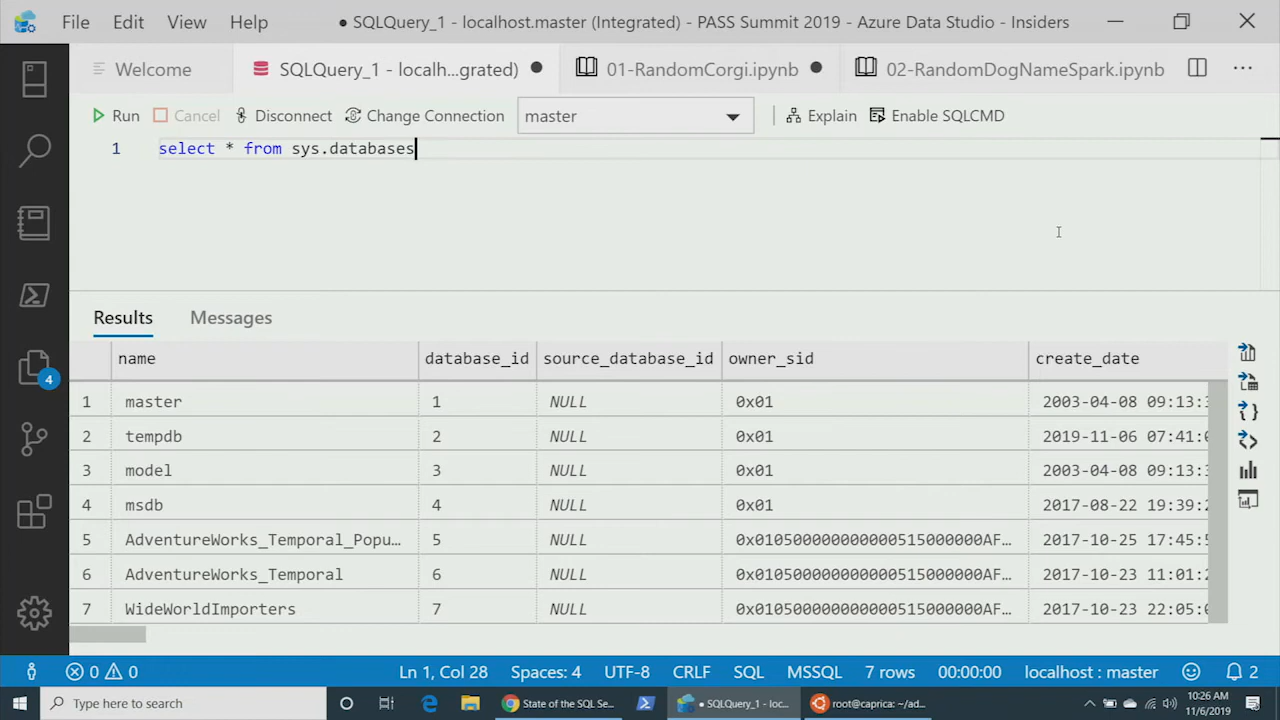 File Edit View Help ● SQLQuery_1 - localhost.master (Integrated) - PASS Summit 2019 - Azure Data Studio - Insiders
Welcome SQLQuery_1 - localh...grated) 01-RandomCorgi.ipynb 02-RandomDogNameSpark.ipynb
Run Cancel Disconnect Change Connection master Explain Enable SQLCMD
1 select * from sys.databases
Results Messages
name database_id source_database_id owner_sid create_date
1 master 1 NULL 0x01 2003-04-08 09:13:3
2 tempdb 2 NULL 0x01 2019-11-06 07:41:0
3 model 3 NULL 0x01 2003-04-08 09:13:3
4 msdb 4 NULL 0x01 2017-08-22 19:39:2
5 AdventureWorks_Temporal_Popu... 5 NULL 0x010500000000000515000000AF... 2017-10-25 17:45:5
6 AdventureWorks_Temporal 6 NULL 0x010500000000000515000000AF... 2017-10-23 11:01:2
7 WideWorldImporters 7 NULL 0x010500000000000515000000AF... 2017-10-23 22:05:0
4
0 0 Ln 1, Col 28 Spaces: 4 UTF-8 CRLF SQL MSSQL 7 rows 00:00:00 localhost : master 2
Type here to search State of the SQL Se... ● SQLQuery_1 - loc... root@caprica: ~/ad... 10:26 AM
11/6/2019